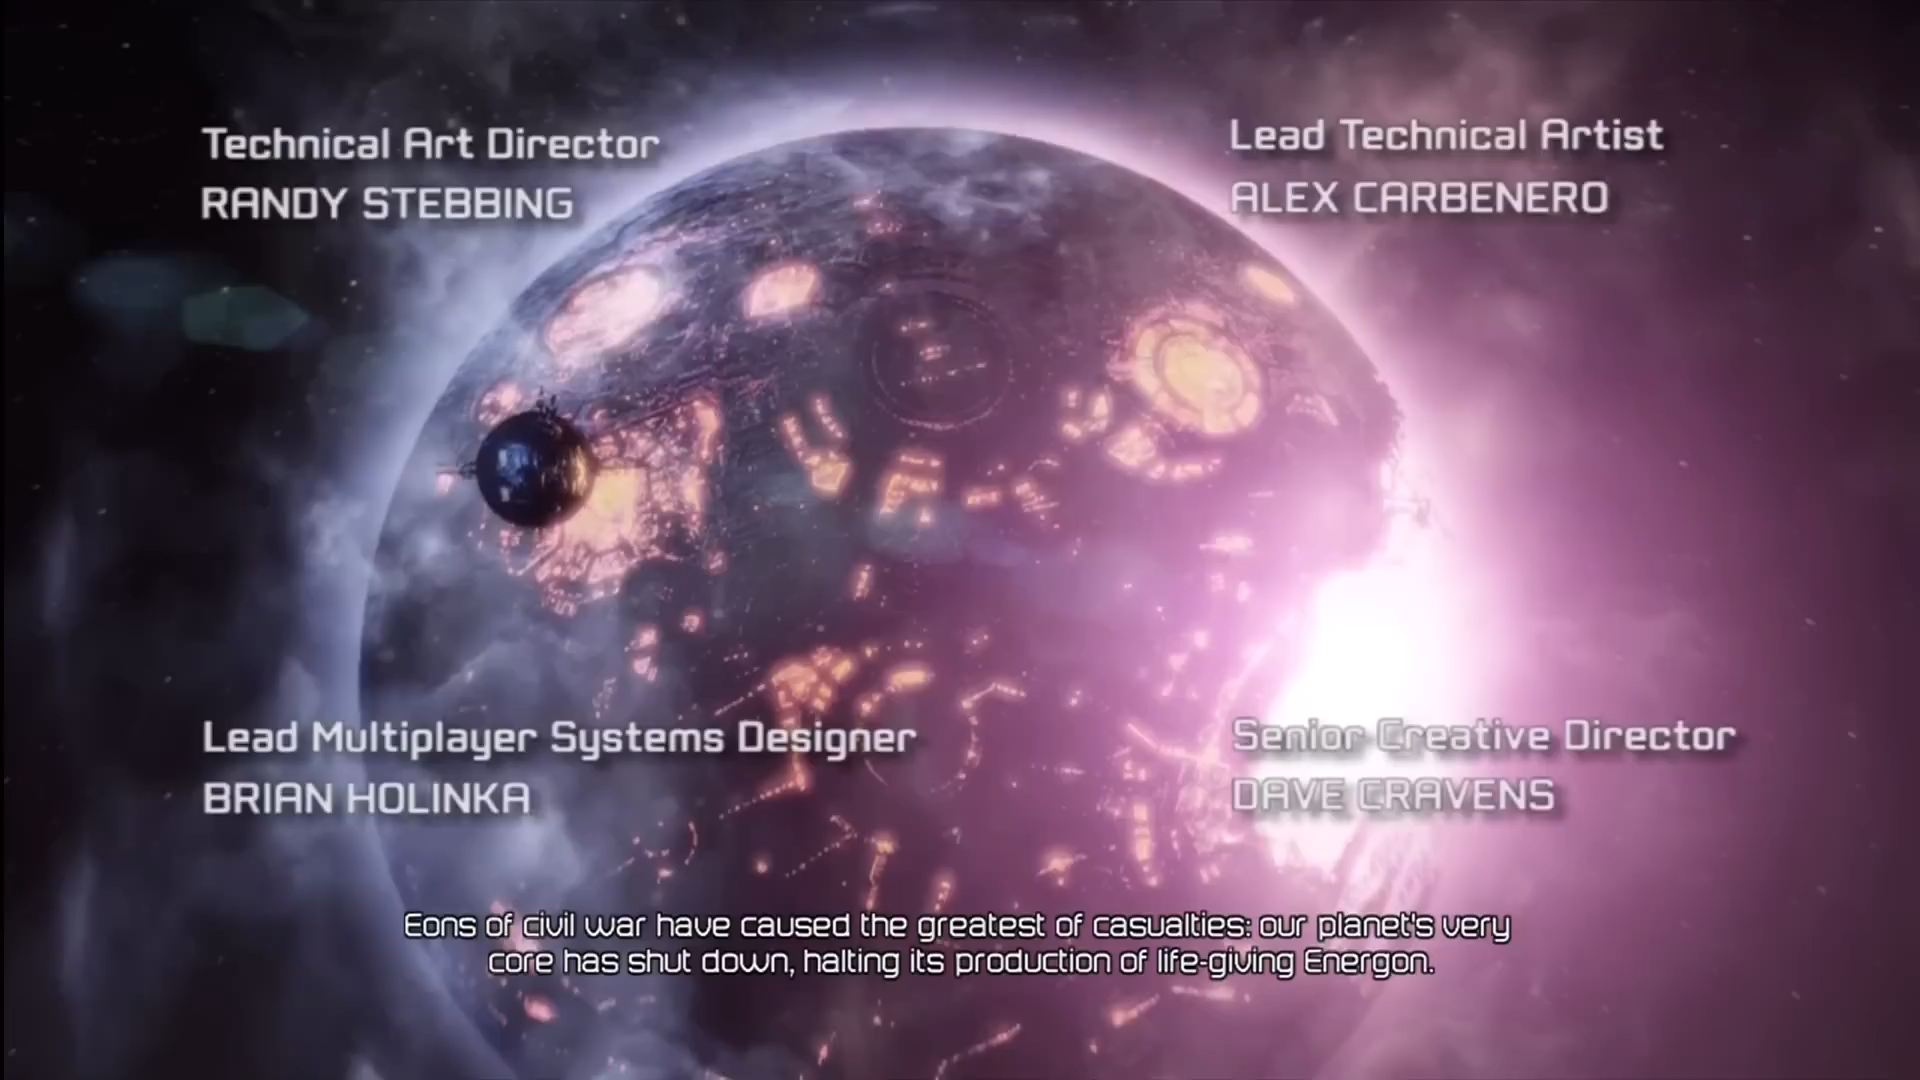 Technical Art Director
RANDY STEBBING
Lead Technical Artist
ALEX CARBENERO
Lead Multiplayer Systems Designer
BRIAN HOLINKA
Senior Creative Director
DAVE CRAVENS
Eons of civil war have caused the greatest of casualties: our planet's very
core has shut down, halting its production of life-giving Energon.